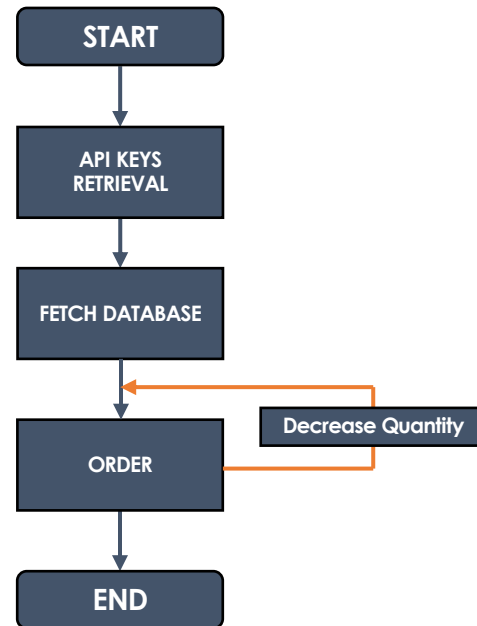 START
API KEYS
RETRIEVAL
FETCH DATABASE
Decrease Quantity
ORDER
END